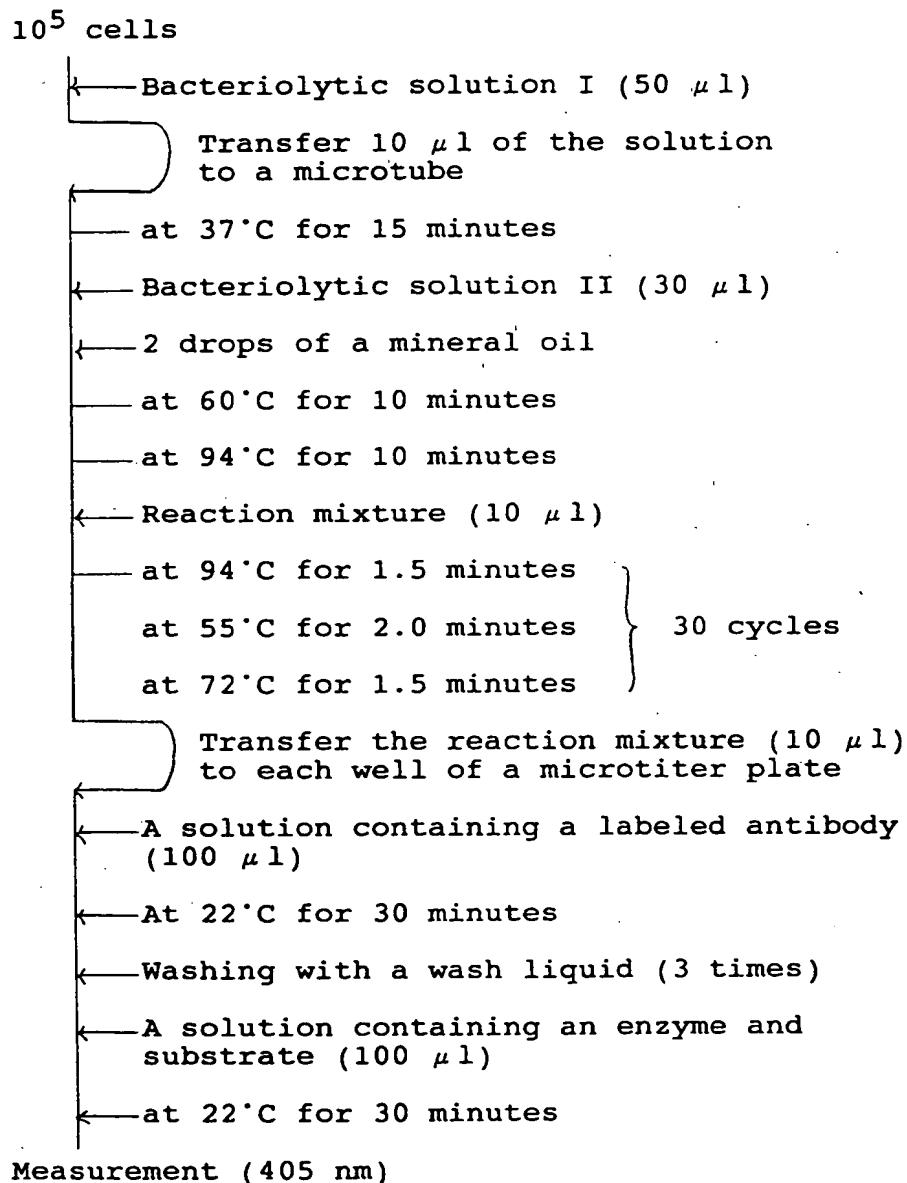 10⁵ cells
Bacteriolytic solution I (50 μl)
Transfer 10 μl of the solution
to a microtube
at 37°C for 15 minutes
Bacteriolytic solution II (30 μl)
2 drops of a mineral oil
at 60°C for 10 minutes
at 94°C for 10 minutes
Reaction mixture (10 μl)
at 94°C for 1.5 minutes
at 55°C for 2.0 minutes
30 cycles
at 72°C for 1.5 minutes
Transfer the reaction mixture (10 μl)
to each well of a microtiter plate
A solution containing a labeled antibody
(100 μl)
At 22°C for 30 minutes
Washing with a wash liquid (3 times)
A solution containing an enzyme and
substrate (100 μl)
at 22°C for 30 minutes
Measurement (405 nm)